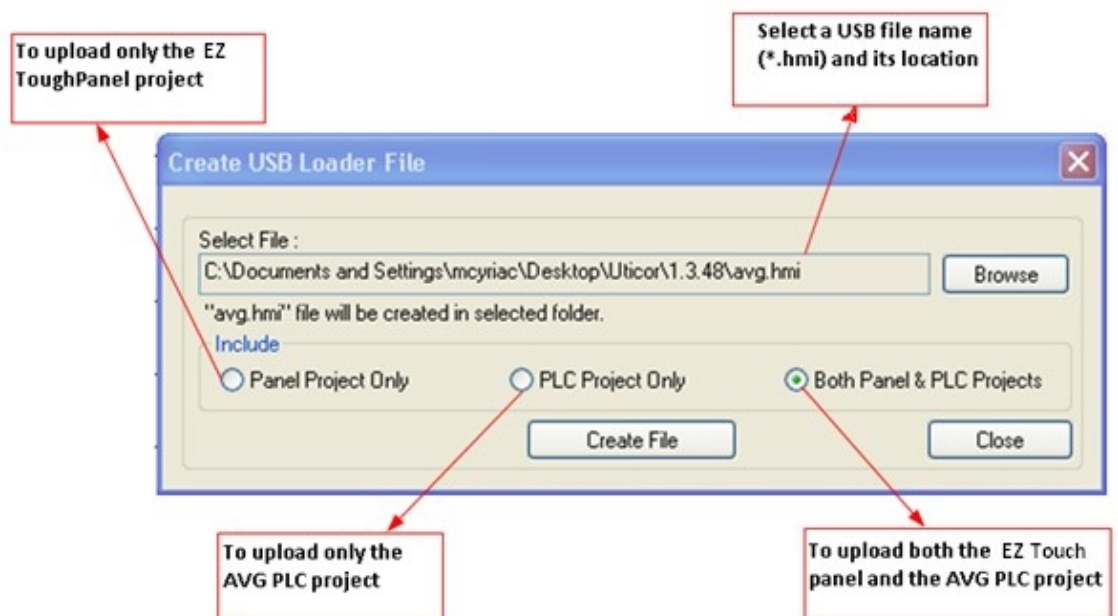 To upload only the EZ
ToughPanel project
Select a USB file name
(*.hmi) and its location
Create USB Loader File
Select File :
C:\Documents and Settings\mcyriac\Desktop\Uticor\1.3.48\avg.hmi
Browse
"avg.hmi" file will be created in selected folder.
Include
Panel Project Only
PLC Project Only
Both Panel & PLC Projects
Create File
Close
To upload only the
AVG PLC project
To upload both the EZ Touch
panel and the AVG PLC project